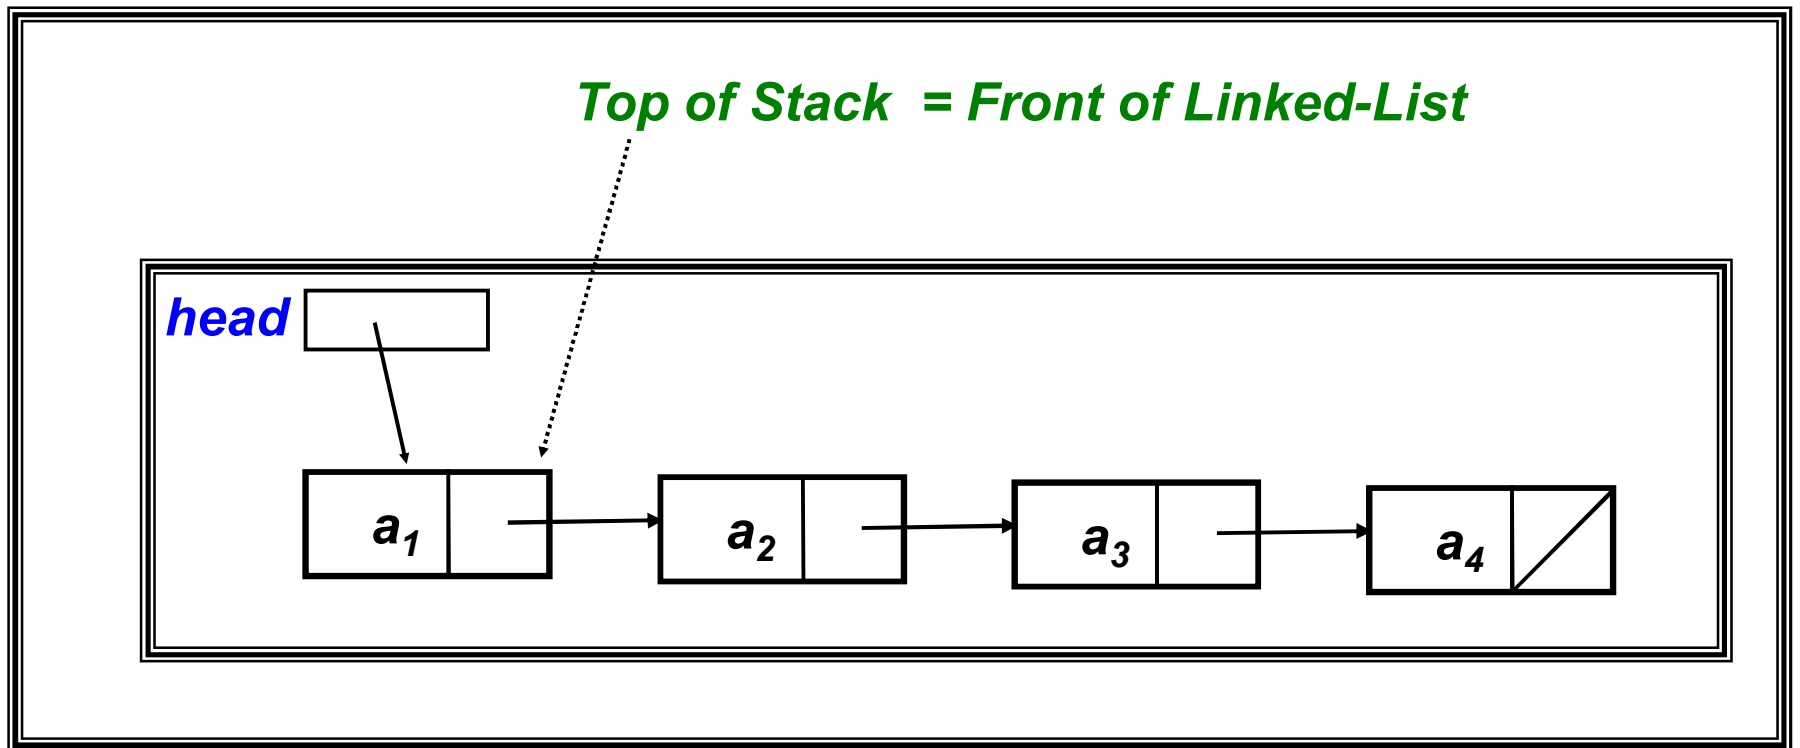 Top of Stack = Front of Linked-List
head
a₁ a₂ a₃ a₄